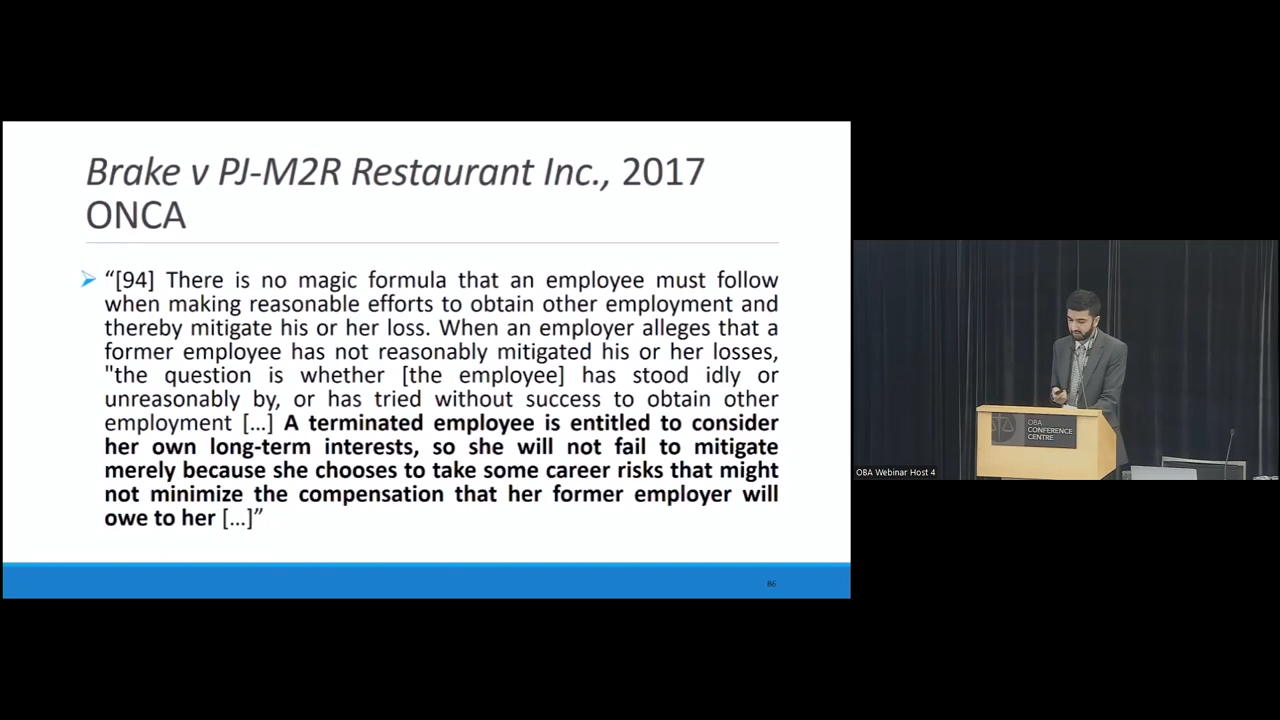 Brake v PJ-M2R Restaurant Inc., 2017
ONCA
“[94] There is no magic formula that an employee must follow
when making reasonable efforts to obtain other employment and
thereby mitigate his or her loss. When an employer alleges that a
former employee has not reasonably mitigated his or her losses,
"the question is whether [the employee] has stood idly or
unreasonably by, or has tried without success to obtain other
employment […] A terminated employee is entitled to consider
her own long-term interests, so she will not fail to mitigate
merely because she chooses to take some career risks that might
not minimize the compensation that her former employer will
owe to her […]”
86
OBA
CONFERENCE
CENTRE
OBA Webinar Host 4